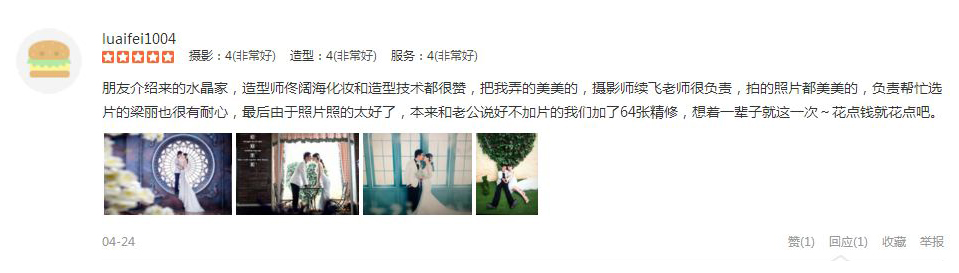 luaifei1004
摄影：4(非常好) 造型：4(非常好) 服务：4(非常好)
朋友介绍来的水晶家，造型师佟阔海化妆和造型技术都很赞，把我弄的美美的，摄影师续飞老师很负责，拍的照片都美美的，负责帮忙选
片的梁丽也很有耐心，最后由于照片照的太好了，本来和老公说好不加片的我们加了64张精修，想着一辈子就这一次～花点钱就花点吧。
04-24 赞(1) 回应(1) 收藏 举报